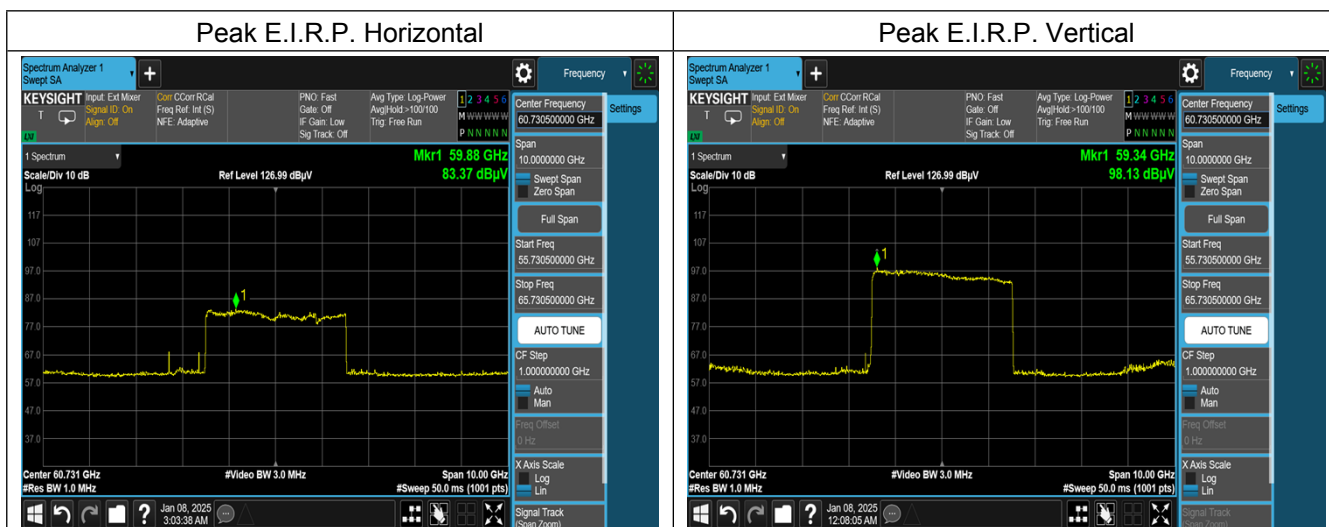 Peak E.I.R.P. Horizontal
Peak E.I.R.P. Vertical
Spectrum Analyzer 1
Swept SA
Frequency
KEYSIGHT
Input: Ext Mixer
Signal ID: On
Align: Off
Corr CCorr RCal
Freq Ref: Int (S)
NFE: Adaptive
PNO: Fast
Gate: Off
IF Gain: Low
Sig Track: Off
Avg Type: Log-Power
Avg|Hold:>100/100
Trig: Free Run
1 2 3 4 5 6
M W W W W W
P N N N N N
T
LXI
1 Spectrum
Mkr1 59.88 GHz
Scale/Div 10 dB
Ref Level 126.99 dBµV
83.37 dBµV
Log
117
107
97.0
87.0
77.0
67.0
57.0
47.0
37.0
1
Center 60.731 GHz
#Video BW 3.0 MHz
Span 10.00 GHz
#Res BW 1.0 MHz
#Sweep 50.0 ms (1001 pts)
Jan 08, 2025
3:03:38 AM
Center Frequency
60.730500000 GHz
Settings
Span
10.0000000 GHz
Swept Span
Zero Span
Full Span
Start Freq
55.730500000 GHz
Stop Freq
65.730500000 GHz
AUTO TUNE
CF Step
1.000000000 GHz
Auto
Man
Freq Offset
0 Hz
X Axis Scale
Log
Lin
Signal Track
(Span Zoom)
Spectrum Analyzer 1
Swept SA
Frequency
KEYSIGHT
Input: Ext Mixer
Signal ID: On
Align: Off
Corr CCorr RCal
Freq Ref: Int (S)
NFE: Adaptive
PNO: Fast
Gate: Off
IF Gain: Low
Sig Track: Off
Avg Type: Log-Power
Avg|Hold:>100/100
Trig: Free Run
1 2 3 4 5 6
M W W W W W
P N N N N N
T
LXI
1 Spectrum
Mkr1 59.34 GHz
Scale/Div 10 dB
Ref Level 126.99 dBµV
98.13 dBµV
Log
117
107
97.0
87.0
77.0
67.0
57.0
47.0
37.0
1
Center 60.731 GHz
#Video BW 3.0 MHz
Span 10.00 GHz
#Res BW 1.0 MHz
#Sweep 50.0 ms (1001 pts)
Jan 08, 2025
12:08:05 AM
Center Frequency
60.730500000 GHz
Settings
Span
10.0000000 GHz
Swept Span
Zero Span
Full Span
Start Freq
55.730500000 GHz
Stop Freq
65.730500000 GHz
AUTO TUNE
CF Step
1.000000000 GHz
Auto
Man
Freq Offset
0 Hz
X Axis Scale
Log
Lin
Signal Track
(Span Zoom)